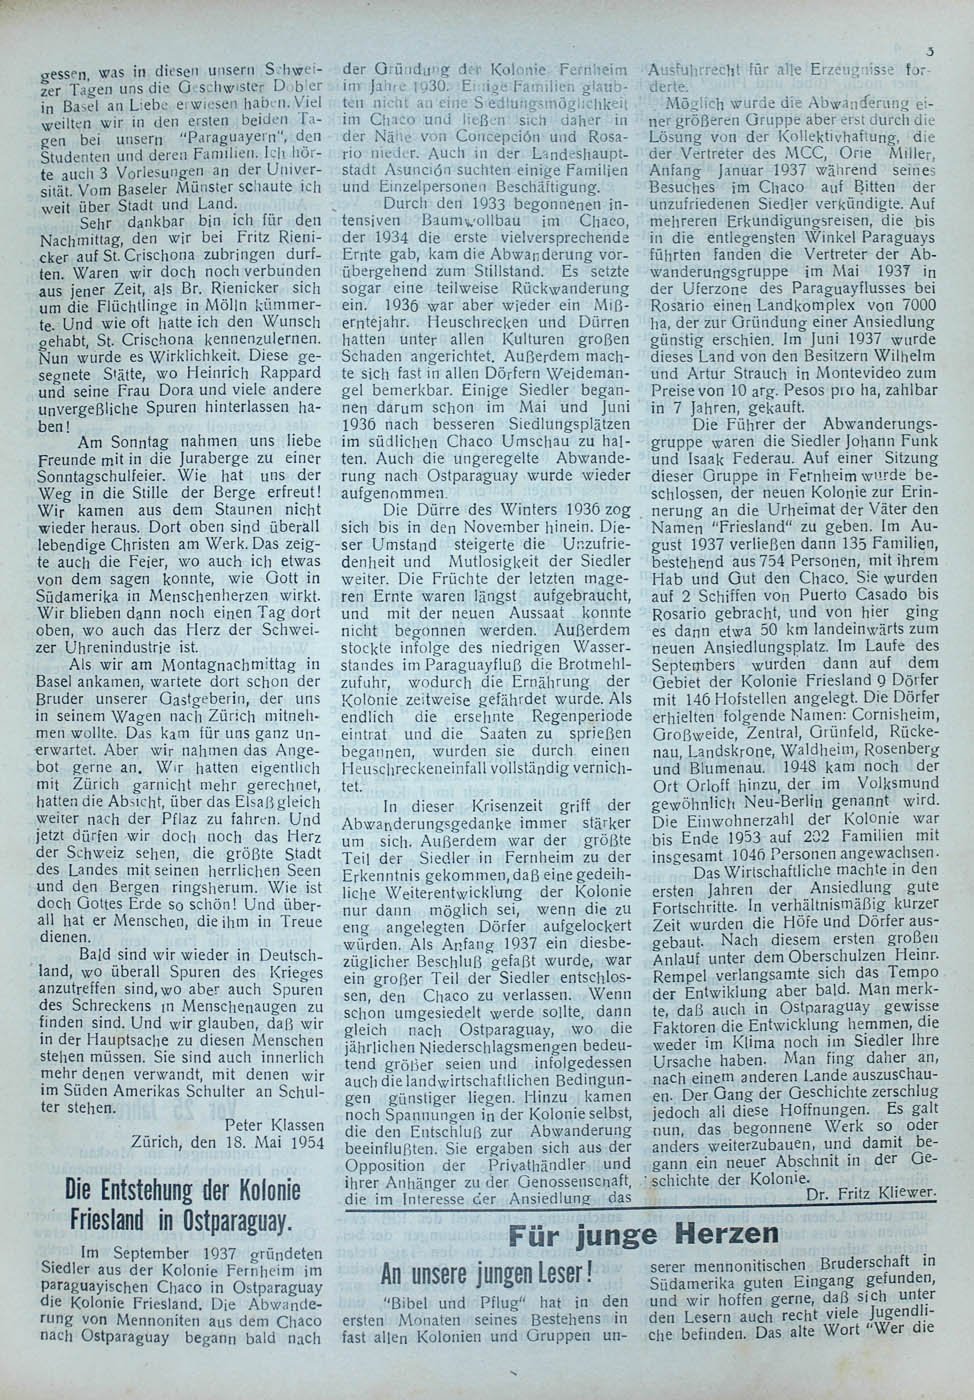 3
gessen, was in diesen unsern Schwei-
zer Tagen uns die Geschwister Dobler
in Basel an Liebe erwiesen haben. Viel
weilten wir in den ersten beiden Ta-
gen bei unsern "Paraguayern", den
Studenten und deren Familien. Ich hör-
te auch 3 Vorlesungen an der Univer-
sität. Vom Baseler Münster schaute ich
weit über Stadt und Land.
Sehr dankbar bin ich für den
Nachmittag, den wir bei Fritz Rieni-
cker auf St. Crischona zubringen durf-
ten. Waren wir doch noch verbunden
aus jener Zeit, als Br. Rienicker sich
um die Flüchtlinge in Mölln kümmer-
te. Und wie oft hatte ich den Wunsch
gehabt, St. Crischona kennenzulernen.
Nun wurde es Wirklichkeit. Diese ge-
segnete Stätte, wo Heinrich Rappard
und seine Frau Dora und viele andere
unvergeßliche Spuren hinterlassen ha-
ben!
Am Sonntag nahmen uns liebe
Freunde mit in die Juraberge zu einer
Sonntagschulfeier. Wie hat uns der
Weg in die Stille der Berge erfreut!
Wir kamen aus dem Staunen nicht
wieder heraus. Dort oben sind überall
lebendige Christen am Werk. Das zeig-
te auch die Feier, wo auch ich etwas
von dem sagen konnte, wie Gott in
Südamerika in Menschenherzen wirkt.
Wir blieben dann noch einen Tag dort
oben, wo auch das Herz der Schwei-
zer Uhrenindustrie ist.
Als wir am Montagnachmittag in
Basel ankamen, wartete dort schon der
Bruder unserer Gastgeberin, der uns
in seinem Wagen nach Zürich mitneh-
men wollte. Das kam für uns ganz un-
erwartet. Aber wir nahmen das Ange-
bot gerne an. Wir hatten eigentlich
mit Zürich garnicht mehr gerechnet,
hatten die Absicht, über das Elsaß gleich
weiter nach der Pflaz zu fahren. Und
jetzt dürfen wir doch noch das Herz
der Schweiz sehen, die größte Stadt
des Landes mit seinen herrlichen Seen
und den Bergen ringsherum. Wie ist
doch Gottes Erde so schön! Und über-
all hat er Menschen, die ihm in Treue
dienen.
Bald sind wir wieder in Deutsch-
land, wo überall Spuren des Krieges
anzutreffen sind, wo aber auch Spuren
des Schreckens in Menschenaugen zu
finden sind. Und wir glauben, daß wir
in der Hauptsache zu diesen Menschen
stehen müssen. Sie sind auch innerlich
mehr denen verwandt, mit denen wir
im Süden Amerikas Schulter an Schul-
ter stehen.
Peter Klassen
Zürich, den 18. Mai 1954
Die Entstehung der Kolonie
Friesland in Ostparaguay.
Im September 1937 gründeten
Siedler aus der Kolonie Fernheim im
paraguayischen Chaco in Ostparaguay
die Kolonie Friesland. Die Abwande-
rung von Mennoniten aus dem Chaco
nach Ostparaguay begann bald nach
der Gründung der Kolonie Fernheim
im Jahre 1930. Einige Familien glaub-
ten nicht an eine Siedlungsmöglichkeit
im Chaco und ließen sich daher in
der Nähe von Concepción und Rosa-
rio nieder. Auch in der Landeshaupt-
stadt Asunción suchten einige Familien
und Einzelpersonen Beschäftigung.
Durch den 1933 begonnenen in-
tensiven Baumwollbau im Chaco,
der 1934 die erste vielversprechende
Ernte gab, kam die Abwanderung vor-
übergehend zum Stillstand. Es setzte
sogar eine teilweise Rückwanderung
ein. 1936 war aber wieder ein Miß-
erntejahr. Heuschrecken und Dürren
hatten unter allen Kulturen großen
Schaden angerichtet. Außerdem mach-
te sich fast in allen Dörfern Weideman-
gel bemerkbar. Einige Siedler began-
nen darum schon im Mai und Juni
1936 nach besseren Siedlungsplätzen
im südlichen Chaco Umschau zu hal-
ten. Auch die ungeregelte Abwande-
rung nach Ostparaguay wurde wieder
aufgenommen.
Die Dürre des Winters 1936 zog
sich bis in den November hinein. Die-
ser Umstand steigerte die Unzufrie-
denheit und Mutlosigkeit der Siedler
weiter. Die Früchte der letzten mage-
ren Ernte waren längst aufgebraucht,
und mit der neuen Aussaat konnte
nicht begonnen werden. Außerdem
stockte infolge des niedrigen Wasser-
standes im Paraguayfluß die Brotmehl-
zufuhr, wodurch die Ernährung der
Kolonie zeitweise gefährdet wurde. Als
endlich die ersehnte Regenperiode
eintrat und die Saaten zu sprießen
begannen, wurden sie durch einen
Heuschreckeneinfall vollständig vernich-
tet.
In dieser Krisenzeit griff der
Abwanderungsgedanke immer stärker
um sich. Außerdem war der größte
Teil der Siedler in Fernheim zu der
Erkenntnis gekommen, daß eine gedeih-
liche Weiterentwicklung der Kolonie
nur dann möglich sei, wenn die zu
eng angelegten Dörfer aufgelockert
würden. Als Anfang 1937 ein diesbe-
züglicher Beschluß gefaßt wurde, war
ein großer Teil der Siedler entschlos-
sen, den Chaco zu verlassen. Wenn
schon umgesiedelt werde sollte, dann
gleich nach Ostparaguay, wo die
jährlichen Niederschlagsmengen bedeu-
tend größer seien und infolgedessen
auch die landwirtschaftlichen Bedingun-
gen günstiger liegen. Hinzu kamen
noch Spannungen in der Kolonie selbst,
die den Entschluß zur Abwanderung
beeinflußten. Sie ergaben sich aus der
Opposition der Privathändler und
ihrer Anhänger zu der Genossenschaft,
die im Interesse der Ansiedlung das
Ausfuhrrecht für alle Erzeugnisse for-
derte.
Möglich wurde die Abwanderung ei-
ner größeren Gruppe aber erst durch die
Lösung von der Kollektivhaftung, die
der Vertreter des MCC, Orie Miller,
Anfang Januar 1937 während seines
Besuches im Chaco auf Bitten der
unzufriedenen Siedler verkündigte. Auf
mehreren Erkundigungsreisen, die bis
in die entlegensten Winkel Paraguays
führten fanden die Vertreter der Ab-
wanderungsgruppe im Mai 1937 in
der Uferzone des Paraguayflusses bei
Rosario einen Landkomplex von 7000
ha, der zur Gründung einer Ansiedlung
günstig erschien. Im Juni 1937 wurde
dieses Land von den Besitzern Wilhelm
und Artur Strauch in Montevideo zum
Preise von 10 arg. Pesos pro ha, zahlbar
in 7 Jahren, gekauft.
Die Führer der Abwanderungs-
gruppe waren die Siedler Johann Funk
und Isaak Federau. Auf einer Sitzung
dieser Gruppe in Fernheim wurde be-
schlossen, der neuen Kolonie zur Erin-
nerung an die Urheimat der Väter den
Namen "Friesland" zu geben. Im Au-
gust 1937 verließen dann 135 Familien,
bestehend aus 754 Personen, mit ihrem
Hab und Gut den Chaco. Sie wurden
auf 2 Schiffen von Puerto Casado bis
Rosario gebracht, und von hier ging
es dann etwa 50 km landeinwärts zum
neuen Ansiedlungsplatz. Im Laufe des
Septembers wurden dann auf dem
Gebiet der Kolonie Friesland 9 Dörfer
mit 146 Hofstellen angelegt. Die Dörfer
erhielten folgende Namen: Cornisheim,
Großweide, Zentral, Grünfeld, Rücke-
nau, Landskrone, Waldheim, Rosenberg
und Blumenau. 1948 kam noch der
Ort Orloff hinzu, der im Volksmund
gewöhnlich Neu-Berlin genannt wird.
Die Einwohnerzahl der Kolonie war
bis Ende 1953 auf 202 Familien mit
insgesamt 1046 Personen angewachsen.
Das Wirtschaftliche machte in den
ersten Jahren der Ansiedlung gute
Fortschritte. In verhältnismäßig kurzer
Zeit wurden die Höfe und Dörfer aus-
gebaut. Nach diesem ersten großen
Anlauf unter dem Oberschulzen Heinr.
Rempel verlangsamte sich das Tempo
der Entwiklung aber bald. Man merk-
te, daß auch in Ostparaguay gewisse
Faktoren die Entwicklung hemmen, die
weder im Klima noch im Siedler Ihre
Ursache haben. Man fing daher an,
nach einem anderen Lande auszuschau-
en. Der Gang der Geschichte zerschlug
jedoch all diese Hoffnungen. Es galt
nun, das begonnene Werk so oder
anders weiterzubauen, und damit be-
gann ein neuer Abschnit in der Ge-
schichte der Kolonie.
Dr. Fritz Kliewer.
Für junge Herzen
An unsere jungen Leser!
"Bibel und Pflug" hat in den
ersten Monaten seines Bestehens in
fast allen Kolonien und Gruppen un-
serer mennonitischen Bruderschaft in
Südamerika guten Eingang gefunden,
und wir hoffen gerne, daß sich unter
den Lesern auch recht viele Jugendli-
che befinden. Das alte Wort "Wer die